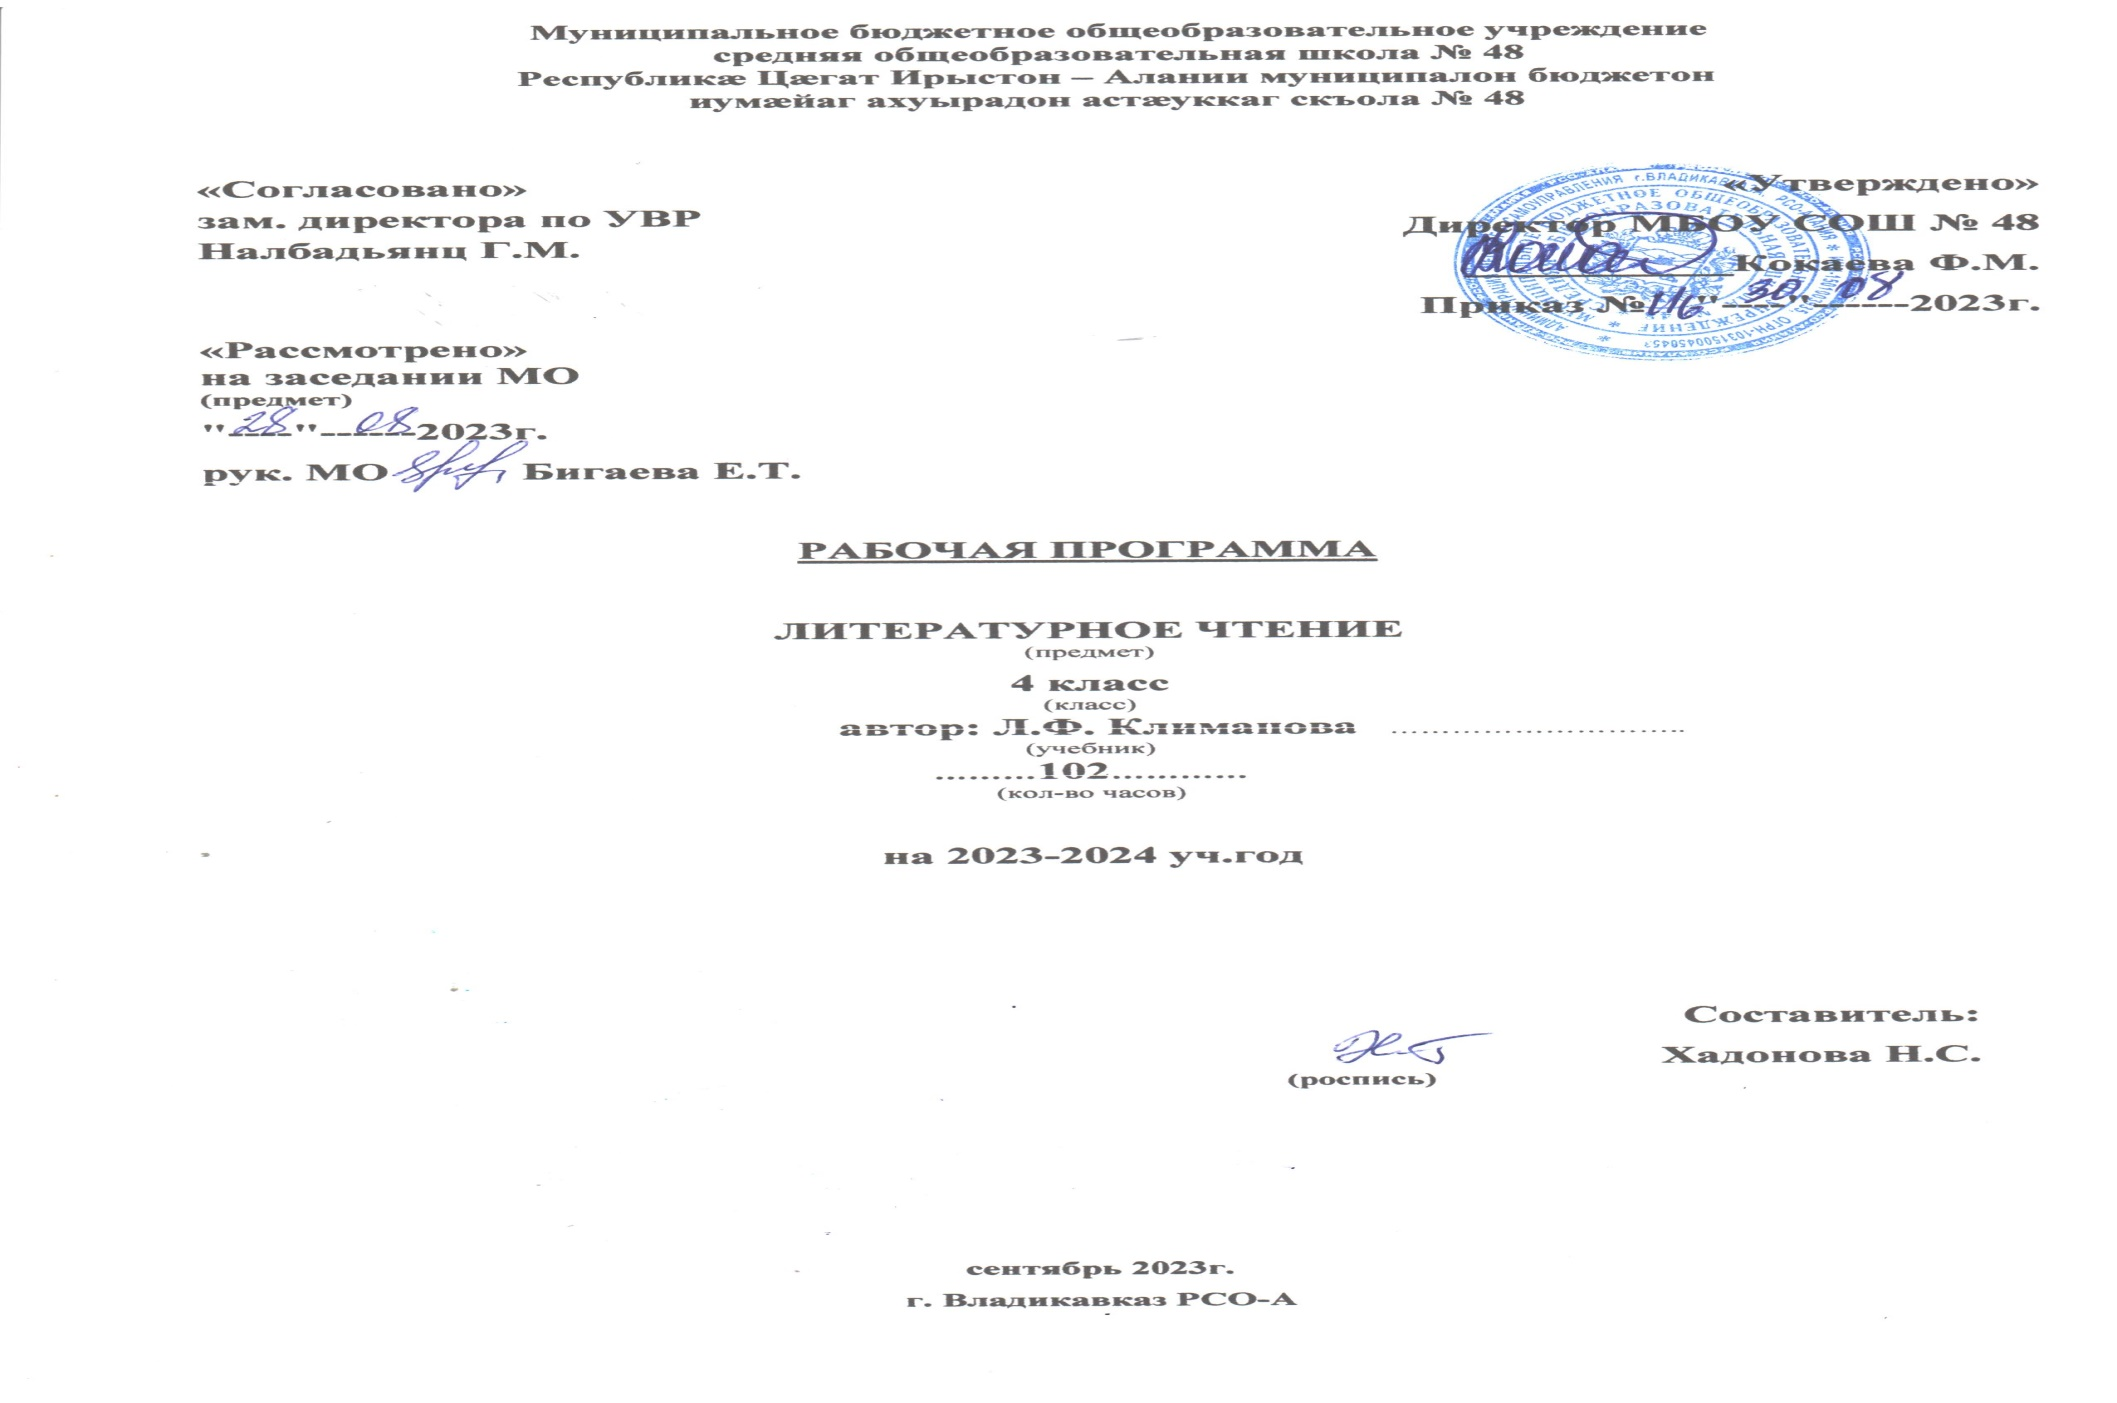 Муниципальное бюджетное общеобразовательное учреждение
средняя общеобразовательная школа № 48
Республикæ Цæгат Ирыстон – Алании муниципалон бюджетон
иумæйаг ахуырадон астæуккаг скъола № 48
«Согласовано»
зам. директора по УВР
Налбадьянц Г.М.
«Утверждено»
Директор МБОУ СОШ № 48
Кокаева Ф.М.
Приказ № 116 "30" 08 2023г.
«Рассмотрено»
на заседании МО
(предмет)
"28" 08 2023г.
рук. МО Бигаева Е.Т.
РАБОЧАЯ ПРОГРАММА
ЛИТЕРАТУРНОЕ ЧТЕНИЕ
(предмет)
4 класс
(класс)
автор: Л.Ф. Климанова ................................
(учебник)
.........102............
(кол-во часов)
на 2023-2024 уч.год
Составитель:
Хадонова Н.С.
(роспись)
сентябрь 2023г.
г. Владикавказ РСО-А